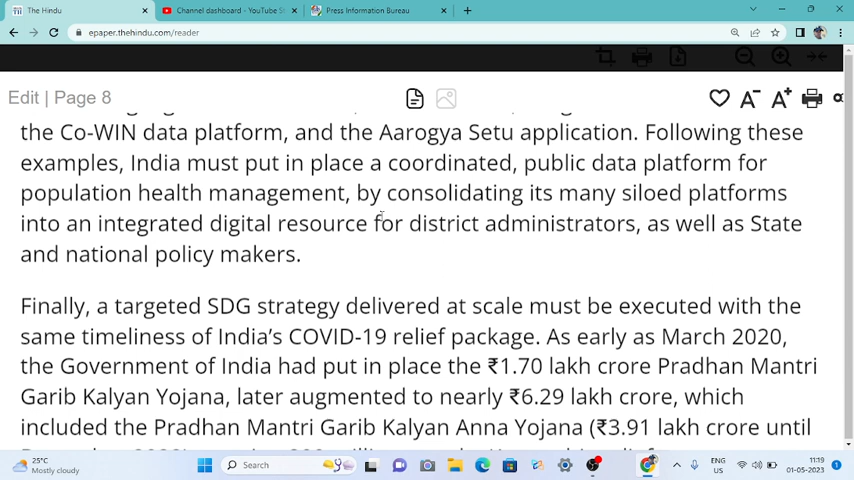 The Hindu
Channel dashboard - YouTube St
Press Information Bureau
epaper.thehindu.com/reader
Edit | Page 8
A-
A+
the Co-WIN data platform, and the Aarogya Setu application. Following these
examples, India must put in place a coordinated, public data platform for
population health management, by consolidating its many siloed platforms
into an integrated digital resource for district administrators, as well as State
and national policy makers.
Finally, a targeted SDG strategy delivered at scale must be executed with the
same timeliness of India's COVID-19 relief package. As early as March 2020,
the Government of India had put in place the ₹1.70 lakh crore Pradhan Mantri
Garib Kalyan Yojana, later augmented to nearly ₹6.29 lakh crore, which
included the Pradhan Mantri Garib Kalyan Anna Yojana (₹3.91 lakh crore until
25°C
Mostly cloudy
Search
ENG
US
11:19
01-05-2023
1